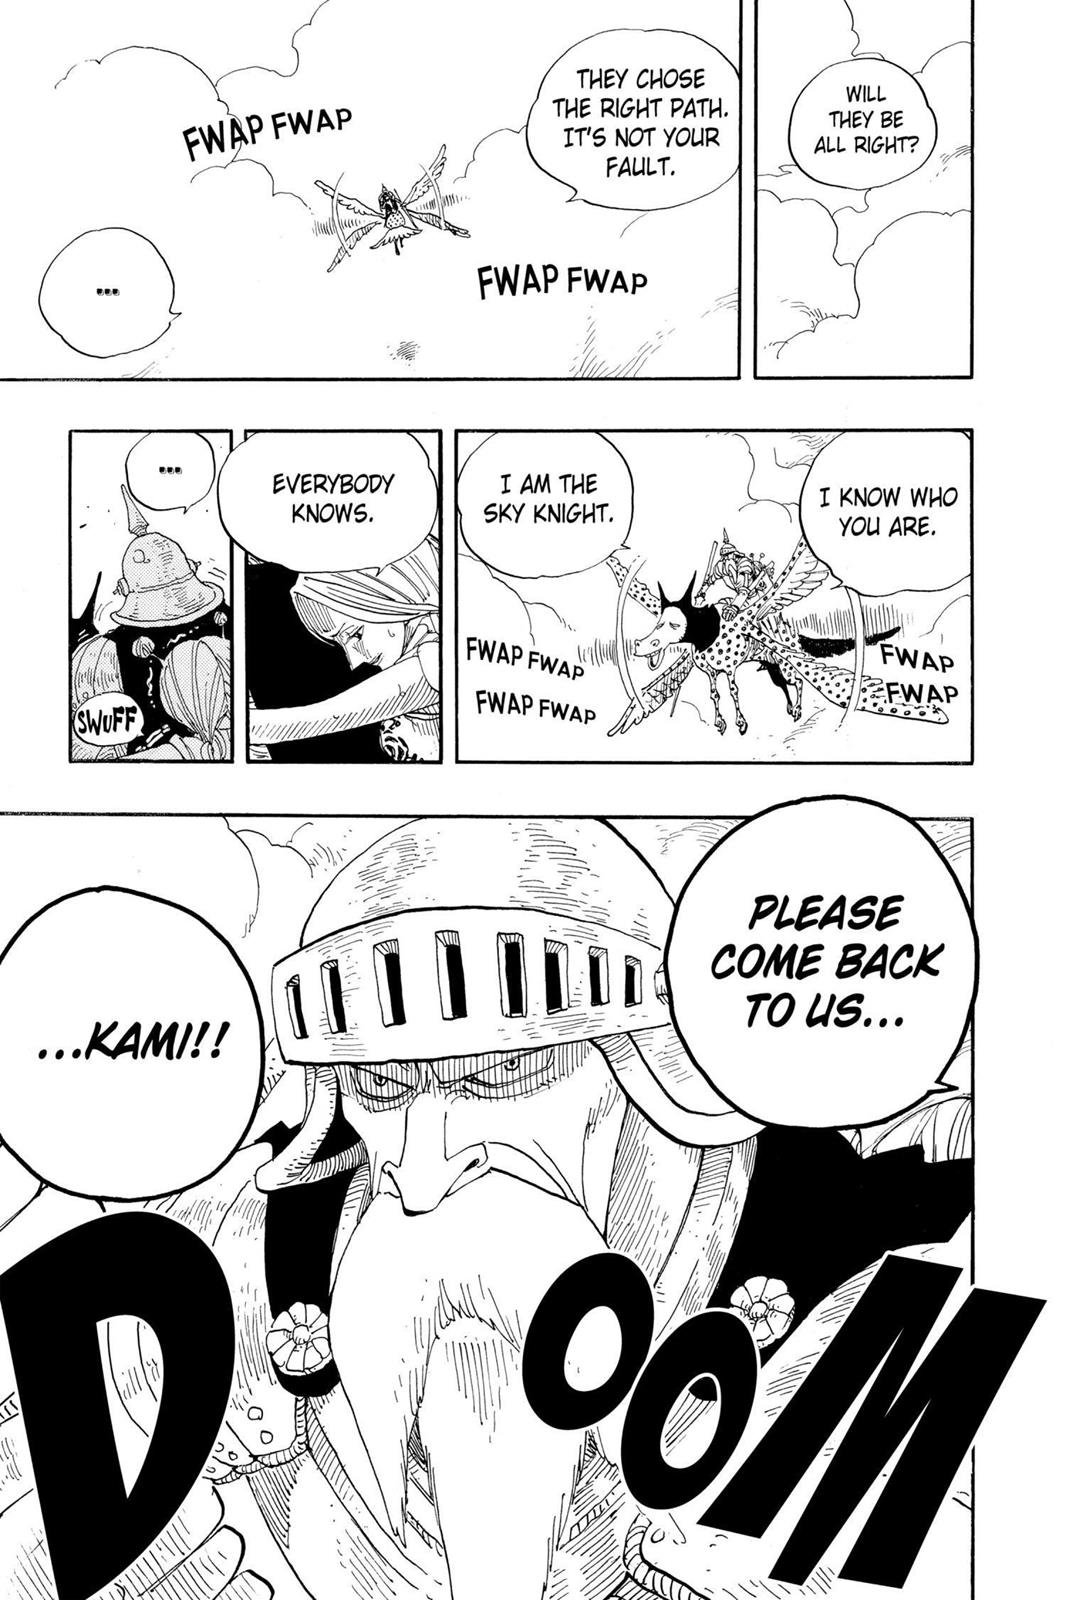 WILL
THEY BE
ALL RIGHT?
THEY CHOSE
THE RIGHT PATH.
IT'S NOT YOUR
FAULT.
FWAP FWAP
FWAP FWAP
...
I KNOW WHO
YOU ARE.
I AM THE
SKY KNIGHT.
FWAP
FWAP
FWAP FWAP
FWAP FWAP
EVERYBODY
KNOWS.
...
SWUFF
PLEASE
COME BACK
TO US...
...KAMI!!
DOOM